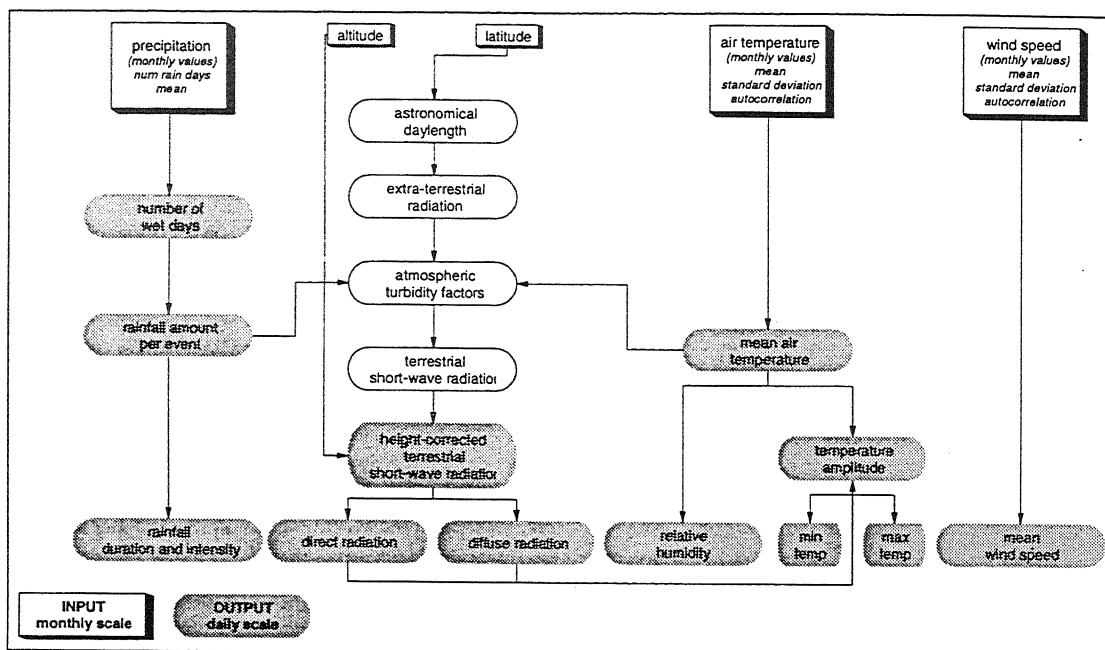 precipitation
(monthly values)
num rain days
mean
altitude
latitude
air temperature
(monthly values)
mean
standard deviation
autocorrelation
wind speed
(monthly values)
mean
standard deviation
autocorrelation
astronomical
daylength
extra-terrestrial
radiation
number of
wet days
atmospheric
turbidity factors
rainfall amount
per event
mean air
temperature
terrestrial
short-wave radiation
height-corrected
terrestrial
short-wave radiation
temperature
amplitude
rainfall
duration and intensity
direct radiation
diffuse radiation
relative
humidity
min
temp
max
temp
mean
wind speed
INPUT
monthly scale
OUTPUT
daily scale